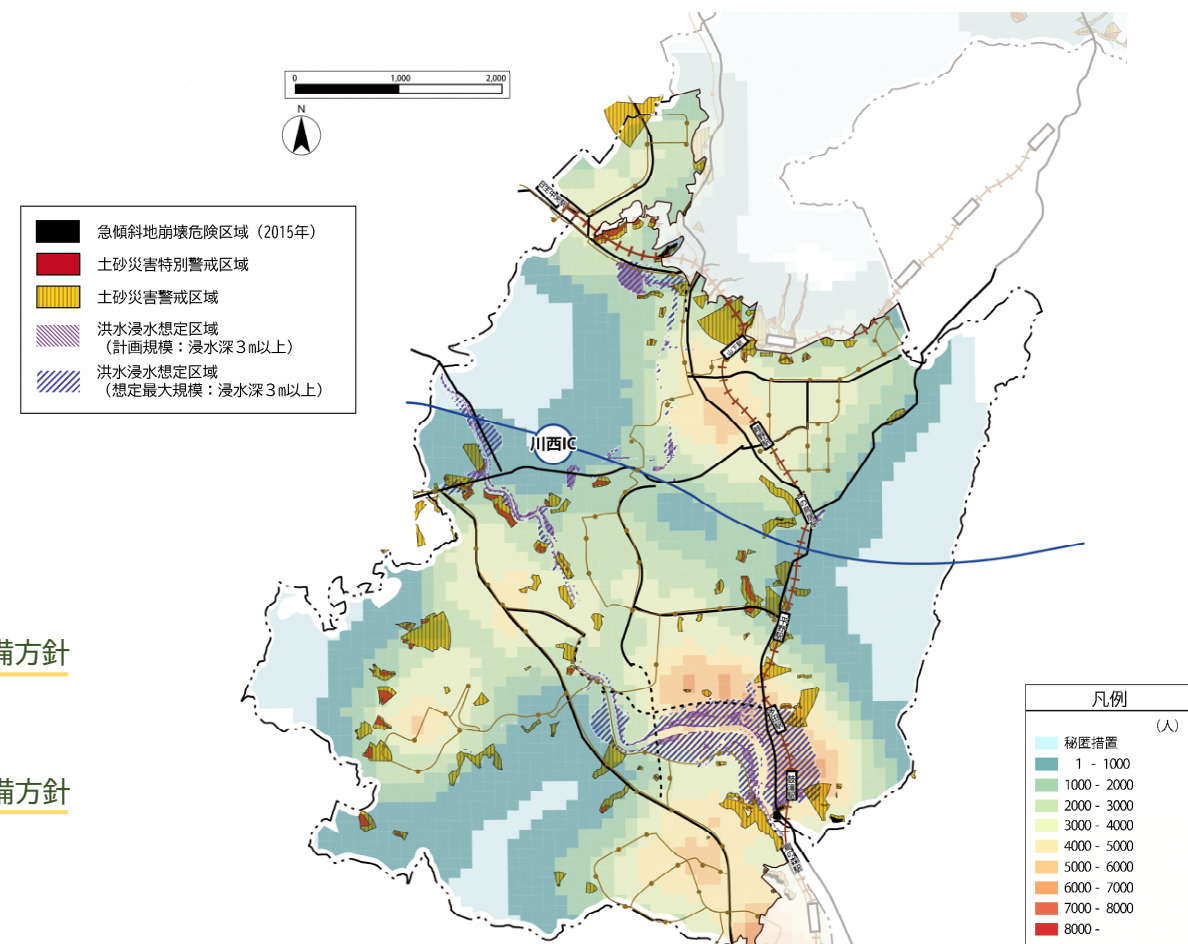 0 1,000 2,000
N
急傾斜地崩壊危険区域（2015年）
土砂災害特別警戒区域
土砂災害警戒区域
洪水浸水想定区域
（計画規模：浸水深３ｍ以上）
洪水浸水想定区域
（想定最大規模：浸水深３ｍ以上）
川西IC
備方針
備方針
凡例
（人）
秘匿措置
1 - 1000
1000 - 2000
2000 - 3000
3000 - 4000
4000 - 5000
5000 - 6000
6000 - 7000
7000 - 8000
8000 -